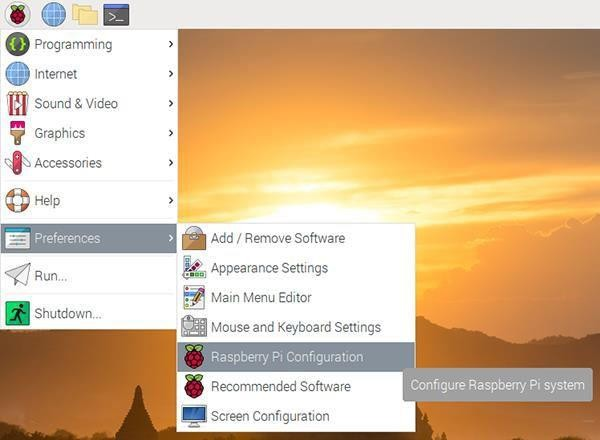 Programming
Internet
Sound & Video
Graphics
Accessories
Help
Preferences
Run...
Shutdown...
Add / Remove Software
Appearance Settings
Main Menu Editor
Mouse and Keyboard Settings
Raspberry Pi Configuration
Recommended Software
Screen Configuration
Configure Raspberry Pi system